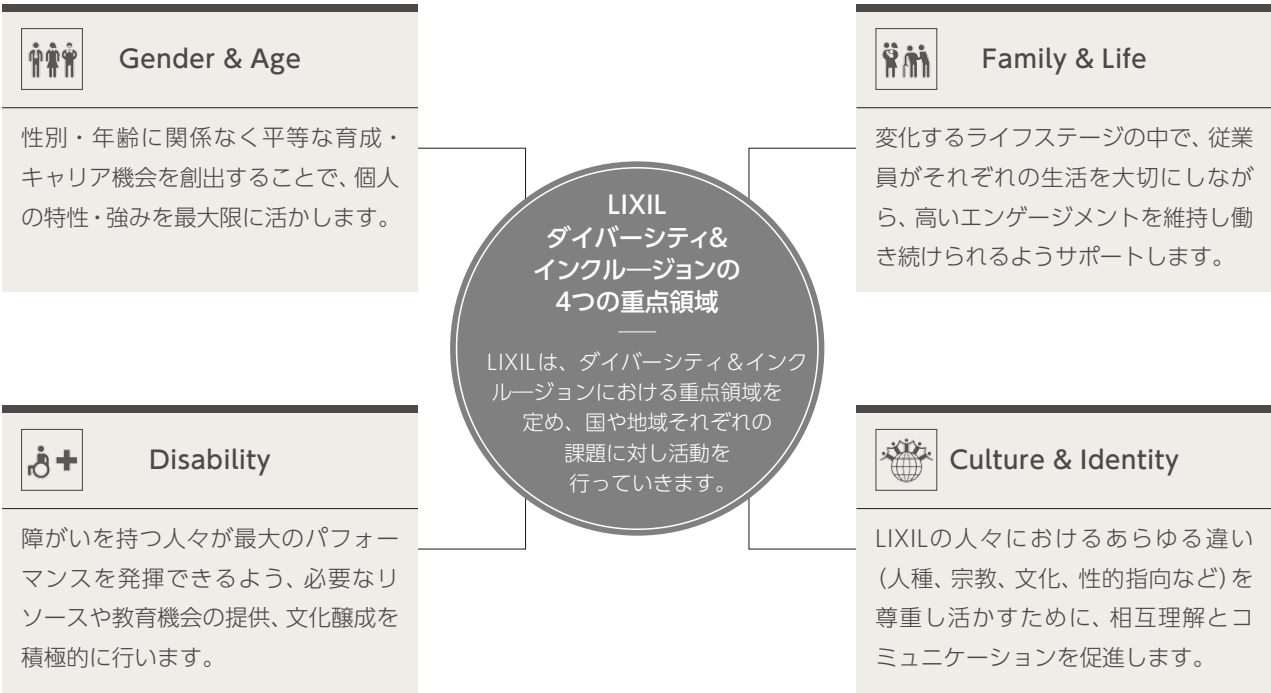 Gender & Age
性別・年齢に関係なく平等な育成・
キャリア機会を創出することで、個人
の特性・強みを最大限に活かします。
Family & Life
変化するライフステージの中で、従業
員がそれぞれの生活を大切にしなが
ら、高いエンゲージメントを維持し働
き続けられるようサポートします。
LIXIL
ダイバーシティ&
インクル―ジョンの
4つの重点領域
LIXILは、ダイバーシティ&インク
ル―ジョンにおける重点領域を
定め、国や地域それぞれの
課題に対し活動を
行っていきます。
Disability
障がいを持つ人々が最大のパフォー
マンスを発揮できるよう、必要なリ
ソースや教育機会の提供、文化醸成を
積極的に行います。
Culture & Identity
LIXILの人々におけるあらゆる違い
(人種、宗教、文化、性的指向など)を
尊重し活かすために、相互理解とコ
ミュニケーションを促進します。